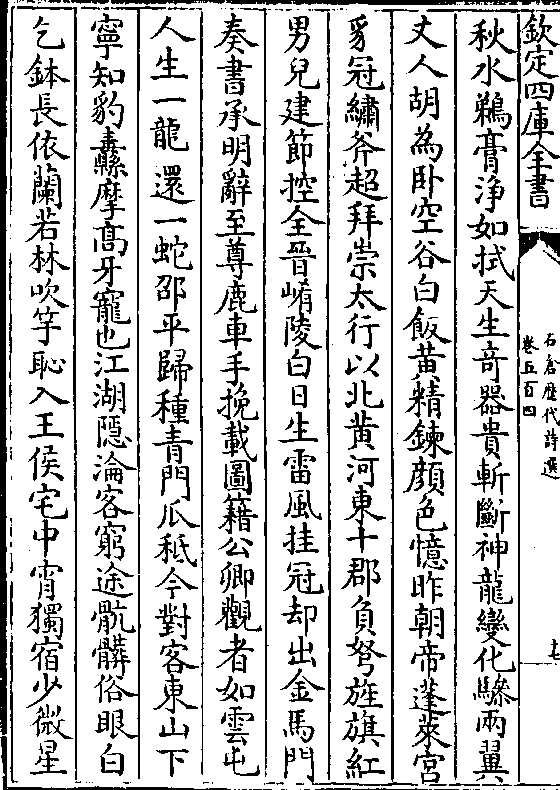 欽定四庫全書
石倉歴代詩選
卷五百四
十七
秋水鵜膏淨如拭天生奇器貴斬斷神龍變化驂兩翼
丈人胡為卧空谷白飯黄精鍊顔色憶昨朝帝蓬萊宫
豸冠繡斧超拜崇太行以北黄河東十郡負弩旌旗紅
男兒建節控全晉崤陵白日生雷風挂冠却出金馬門
奏書承明辭至尊鹿車手挽載圖籍公卿觀者如雲屯
人生一龍還一蛇邵平歸種青門瓜秪今對客東山下
寧知豹纛摩髙牙寵也江湖隠淪客窮途骯髒俗眼白
乞鉢長依蘭若林吹竽恥入王侯宅中宵獨宿少微星